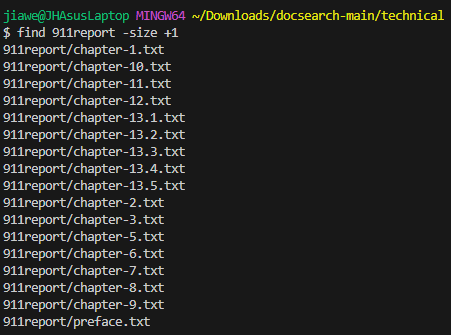 jiawe@JHAsusLaptop MINGW64 ~/Downloads/docsearch-main/technical
$ find 911report -size +1
911report/chapter-1.txt
911report/chapter-10.txt
911report/chapter-11.txt
911report/chapter-12.txt
911report/chapter-13.1.txt
911report/chapter-13.2.txt
911report/chapter-13.3.txt
911report/chapter-13.4.txt
911report/chapter-13.5.txt
911report/chapter-2.txt
911report/chapter-3.txt
911report/chapter-5.txt
911report/chapter-6.txt
911report/chapter-7.txt
911report/chapter-8.txt
911report/chapter-9.txt
911report/preface.txt